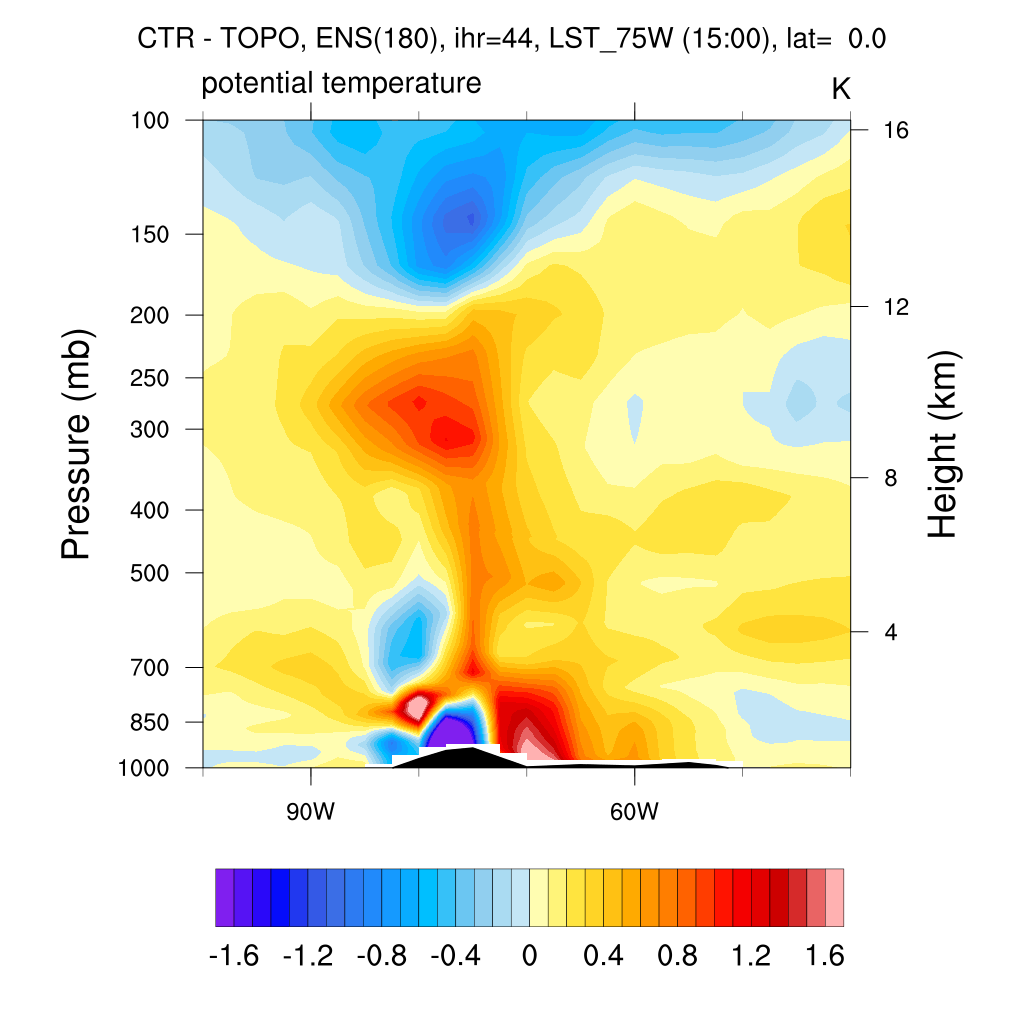 CTR - TOPO, ENS(180), ihr=44, LST_75W (15:00), lat=  0.0
potential temperature K
100
150
200
250
300
400
500
700
850
1000
Pressure (mb)
16
12
8
4
Height (km)
90W 60W
-1.6 -1.2 -0.8 -0.4 0 0.4 0.8 1.2 1.6